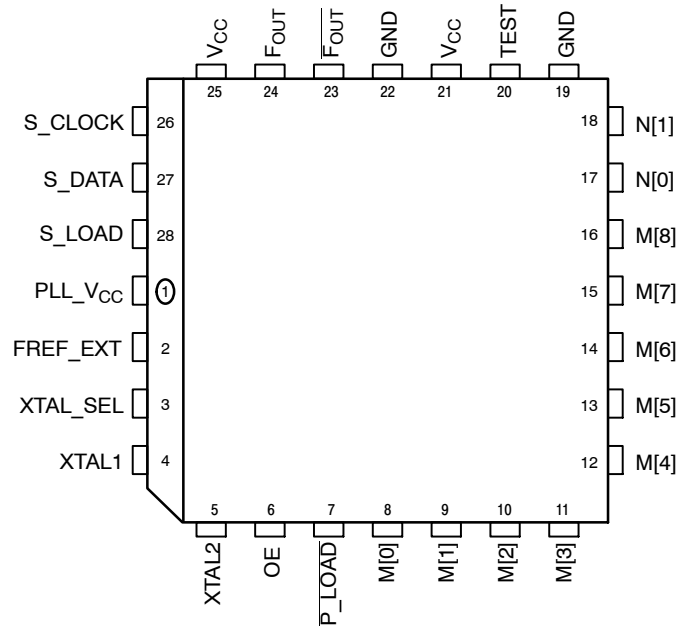 VCC
FOUT
FOUT
GND
VCC
TEST
GND
25
24
23
22
21
20
19
S_CLOCK 26
18 N[1]
S_DATA 27
17 N[0]
S_LOAD 28
16 M[8]
PLL_VCC 1
15 M[7]
FREF_EXT 2
14 M[6]
XTAL_SEL 3
13 M[5]
XTAL1 4
12 M[4]
5
6
7
8
9
10
11
XTAL2
OE
P_LOAD
M[0]
M[1]
M[2]
M[3]